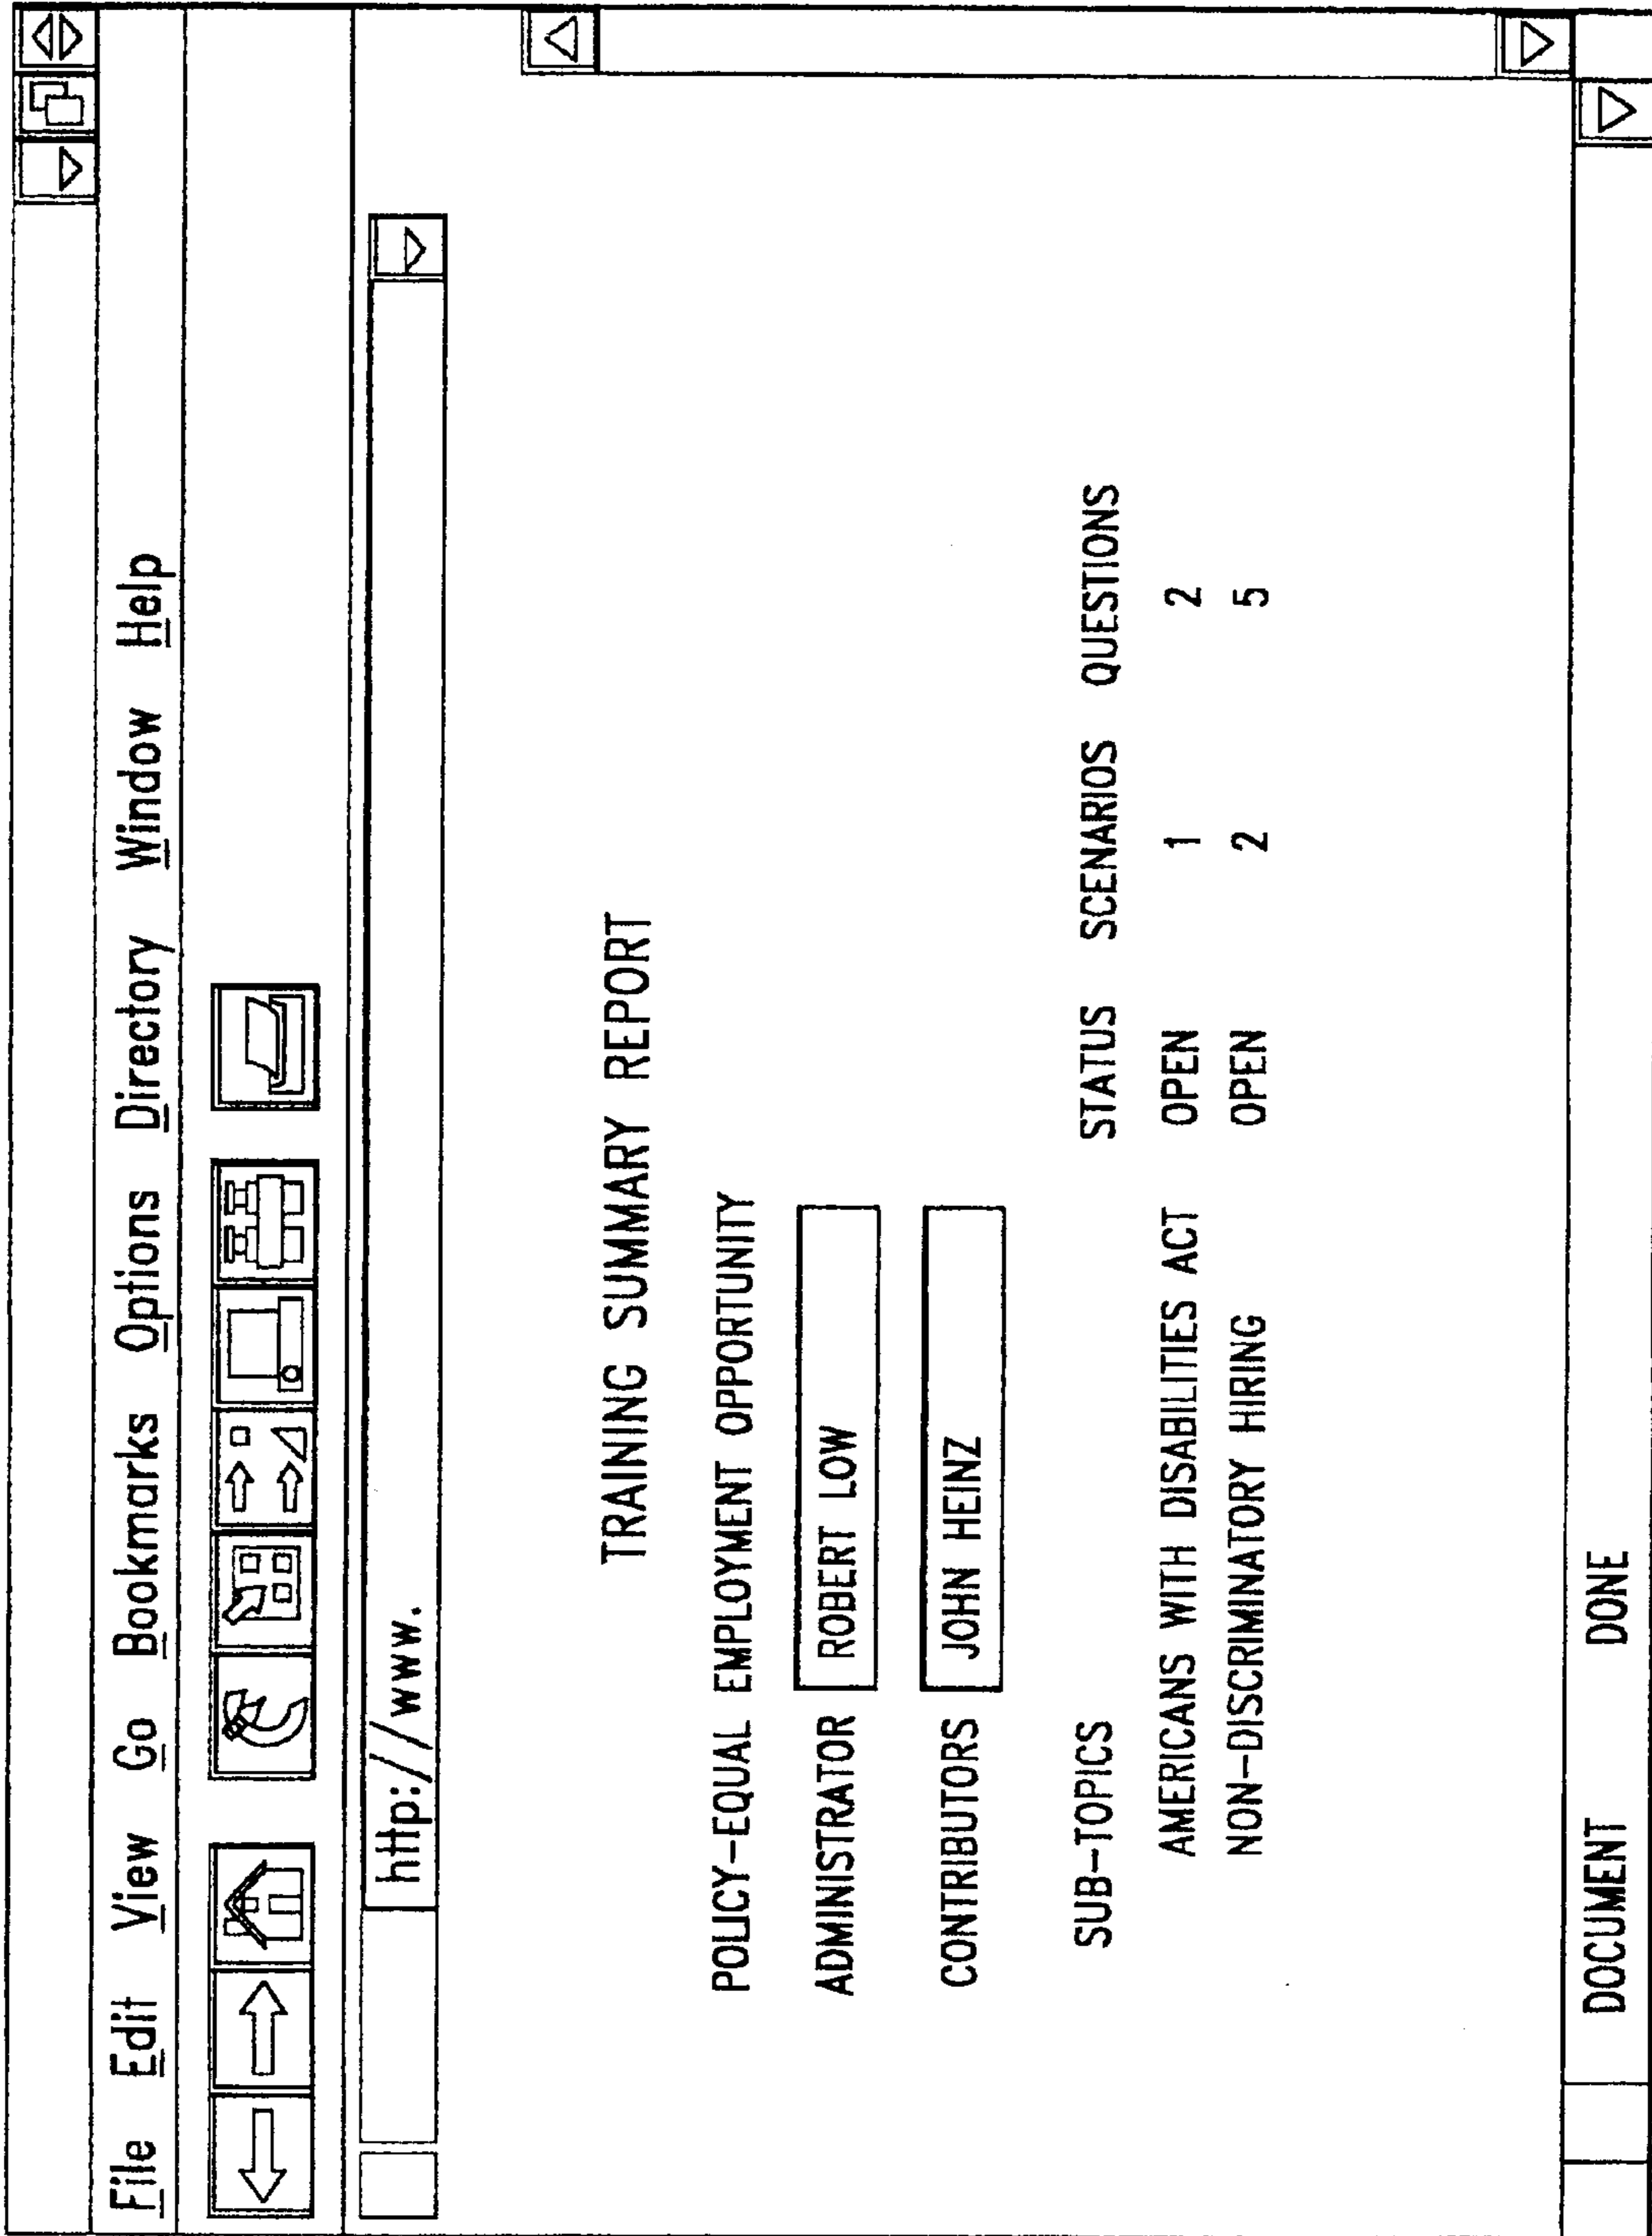 File Edit View Go Bookmarks Options Directory Window Help
http://www.
TRAINING SUMMARY REPORT
POLICY-EQUAL EMPLOYMENT OPPORTUNITY
ADMINISTRATOR ROBERT LOW
CONTRIBUTORS JOHN HEINZ
SUB-TOPICS STATUS SCENARIOS QUESTIONS
AMERICANS WITH DISABILITIES ACT OPEN 1 2
NON-DISCRIMINATORY HIRING OPEN 2 5
DOCUMENT DONE